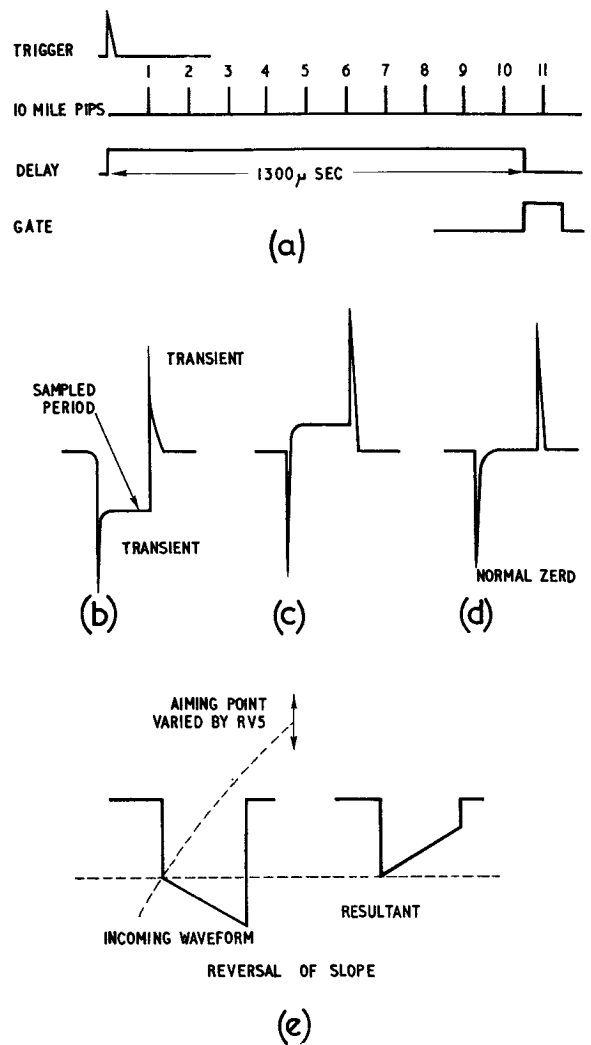 TRIGGER
1 2 3 4 5 6 7 8 9 10 11
10 MILE PIPS
DELAY
1300μ SEC
GATE
(a)
TRANSIENT
SAMPLED
PERIOD
TRANSIENT
NORMAL ZERD
(b) (c) (d)
AIMING POINT
VARIED BY RV5
INCOMING WAVEFORM
RESULTANT
REVERSAL OF SLOPE
(e)